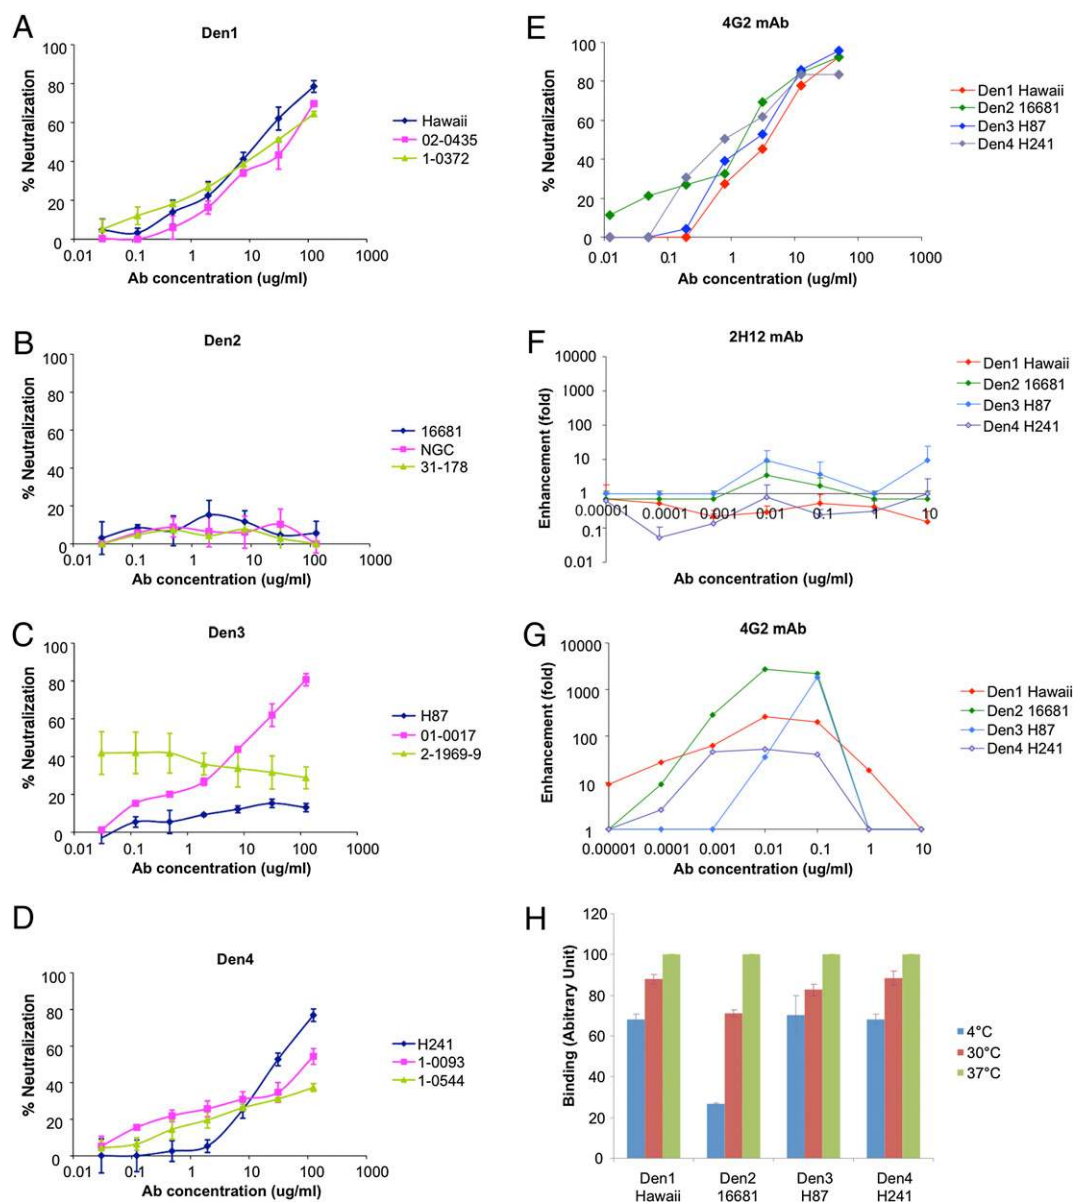 A
Den1
% Neutralization
100
80
60
40
20
0
0.01 0.1 1 10 100 1000
Ab concentration (ug/ml)
Hawaii
02-0435
1-0372
B
Den2
% Neutralization
100
80
60
40
20
0
0.01 0.1 1 10 100 1000
Ab concentration (ug/ml)
16681
NGC
31-178
C
Den3
% Neutralization
100
80
60
40
20
0
0.01 0.1 1 10 100 1000
Ab concentration (ug/ml)
H87
01-0017
2-1969-9
D
Den4
% Neutralization
100
80
60
40
20
0
0.01 0.1 1 10 100 1000
Ab concentration (ug/ml)
H241
1-0093
1-0544
E
4G2 mAb
% Neutralization
100
80
60
40
20
0
0.01 0.1 1 10 100 1000
Ab concentration (ug/ml)
Den1 Hawaii
Den2 16681
Den3 H87
Den4 H241
F
2H12 mAb
Enhancement (fold)
10000
1000
100
10
1
0.1
0.01
0.00001 0.0001 0.001 0.01 0.1 1 10
Ab concentration (ug/ml)
Den1 Hawaii
Den2 16681
Den3 H87
Den4 H241
G
4G2 mAb
Enhancement (fold)
10000
1000
100
10
1
0.00001 0.0001 0.001 0.01 0.1 1 10
Ab concentration (ug/ml)
Den1 Hawaii
Den2 16681
Den3 H87
Den4 H241
H
Binding (Abitrary Unit)
120
100
80
60
40
20
0
Den1 Den2 Den3 Den4
Hawaii 16681 H87 H241
4°C
30°C
37°C